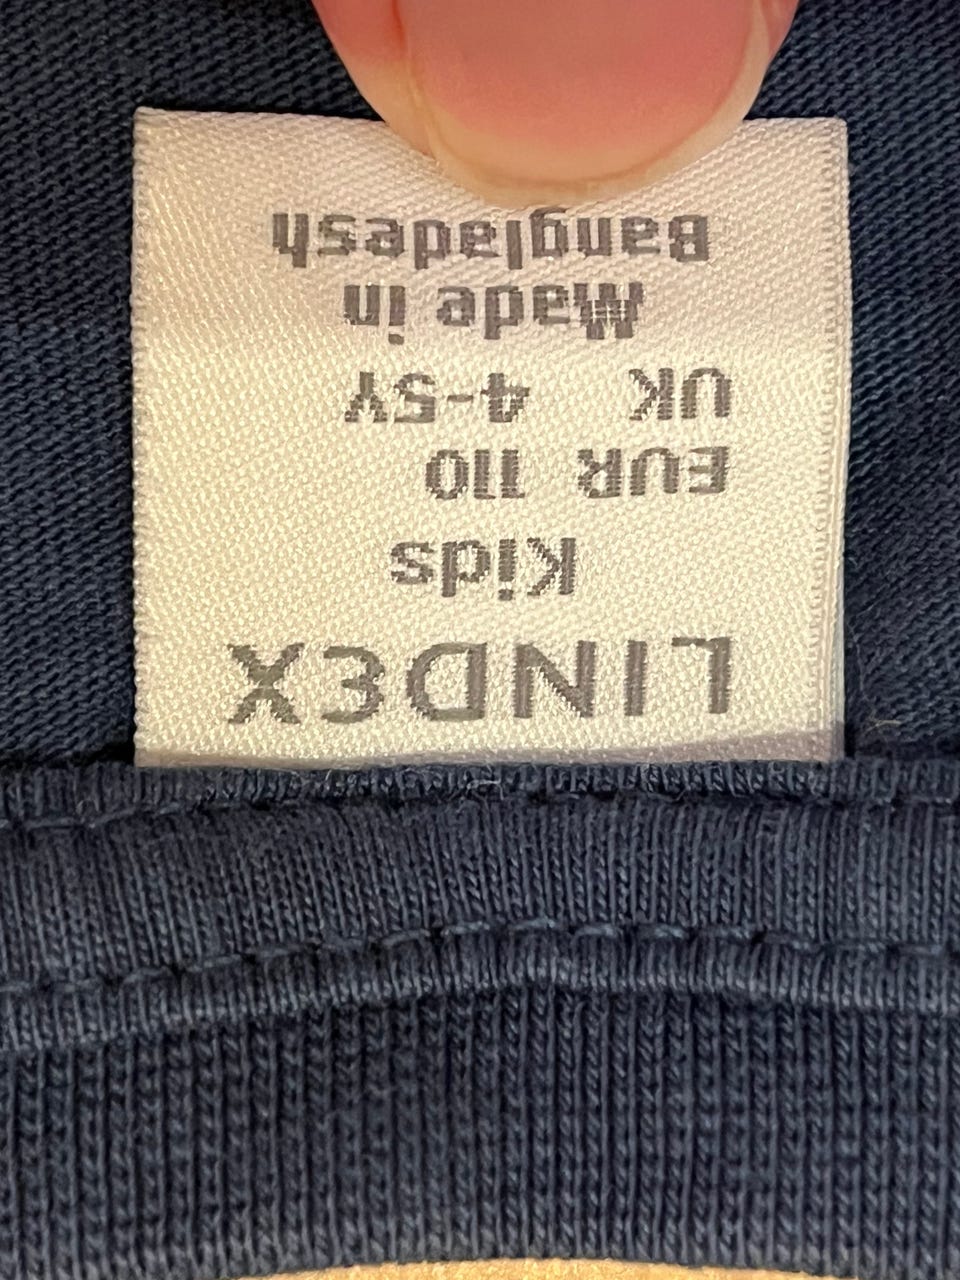 LINDEX
Kids
EUR 110
UK 4-5Y
Made in
Bangladesh